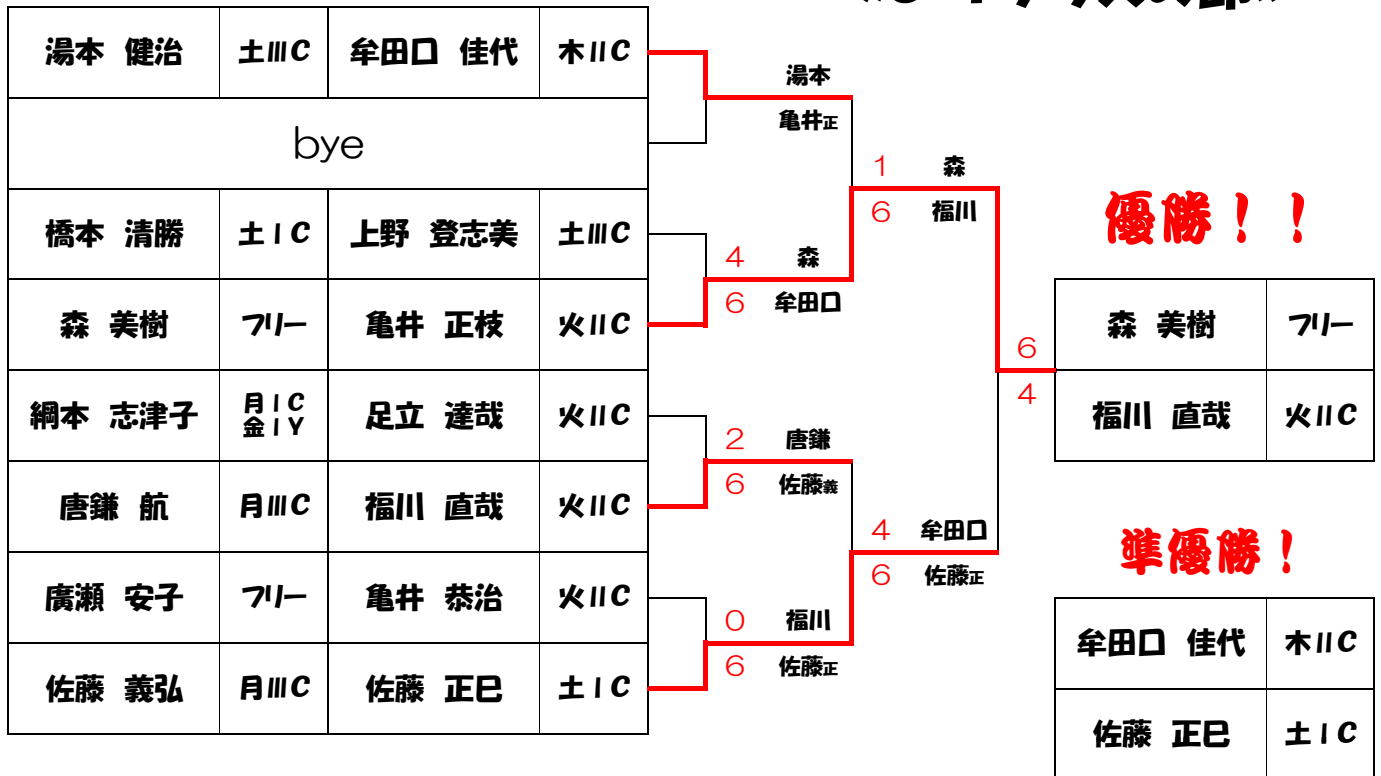 湯本 健治 土ⅢC 牟田口 佳代 木ⅡC
bye
橋本 清勝 土ⅠC 上野 登志美 土ⅢC
森 美樹 フリー 亀井 正枝 火ⅡC
綱本 志津子 月ⅠC 金ⅠY 足立 達哉 火ⅡC
唐鎌 航 月ⅢC 福川 直哉 火ⅡC
廣瀬 安子 フリー 亀井 恭治 火ⅡC
佐藤 義弘 月ⅢC 佐藤 正巳 土ⅠC
湯本
亀井正
4 森
6 牟田口
2 唐鎌
6 佐藤義
0 福川
6 佐藤正
1 森
6 福川
4 牟田口
6 佐藤正
6
4
優勝！！
森 美樹 フリー
福川 直哉 火ⅡC
準優勝！
牟田口 佳代 木ⅡC
佐藤 正巳 土ⅠC